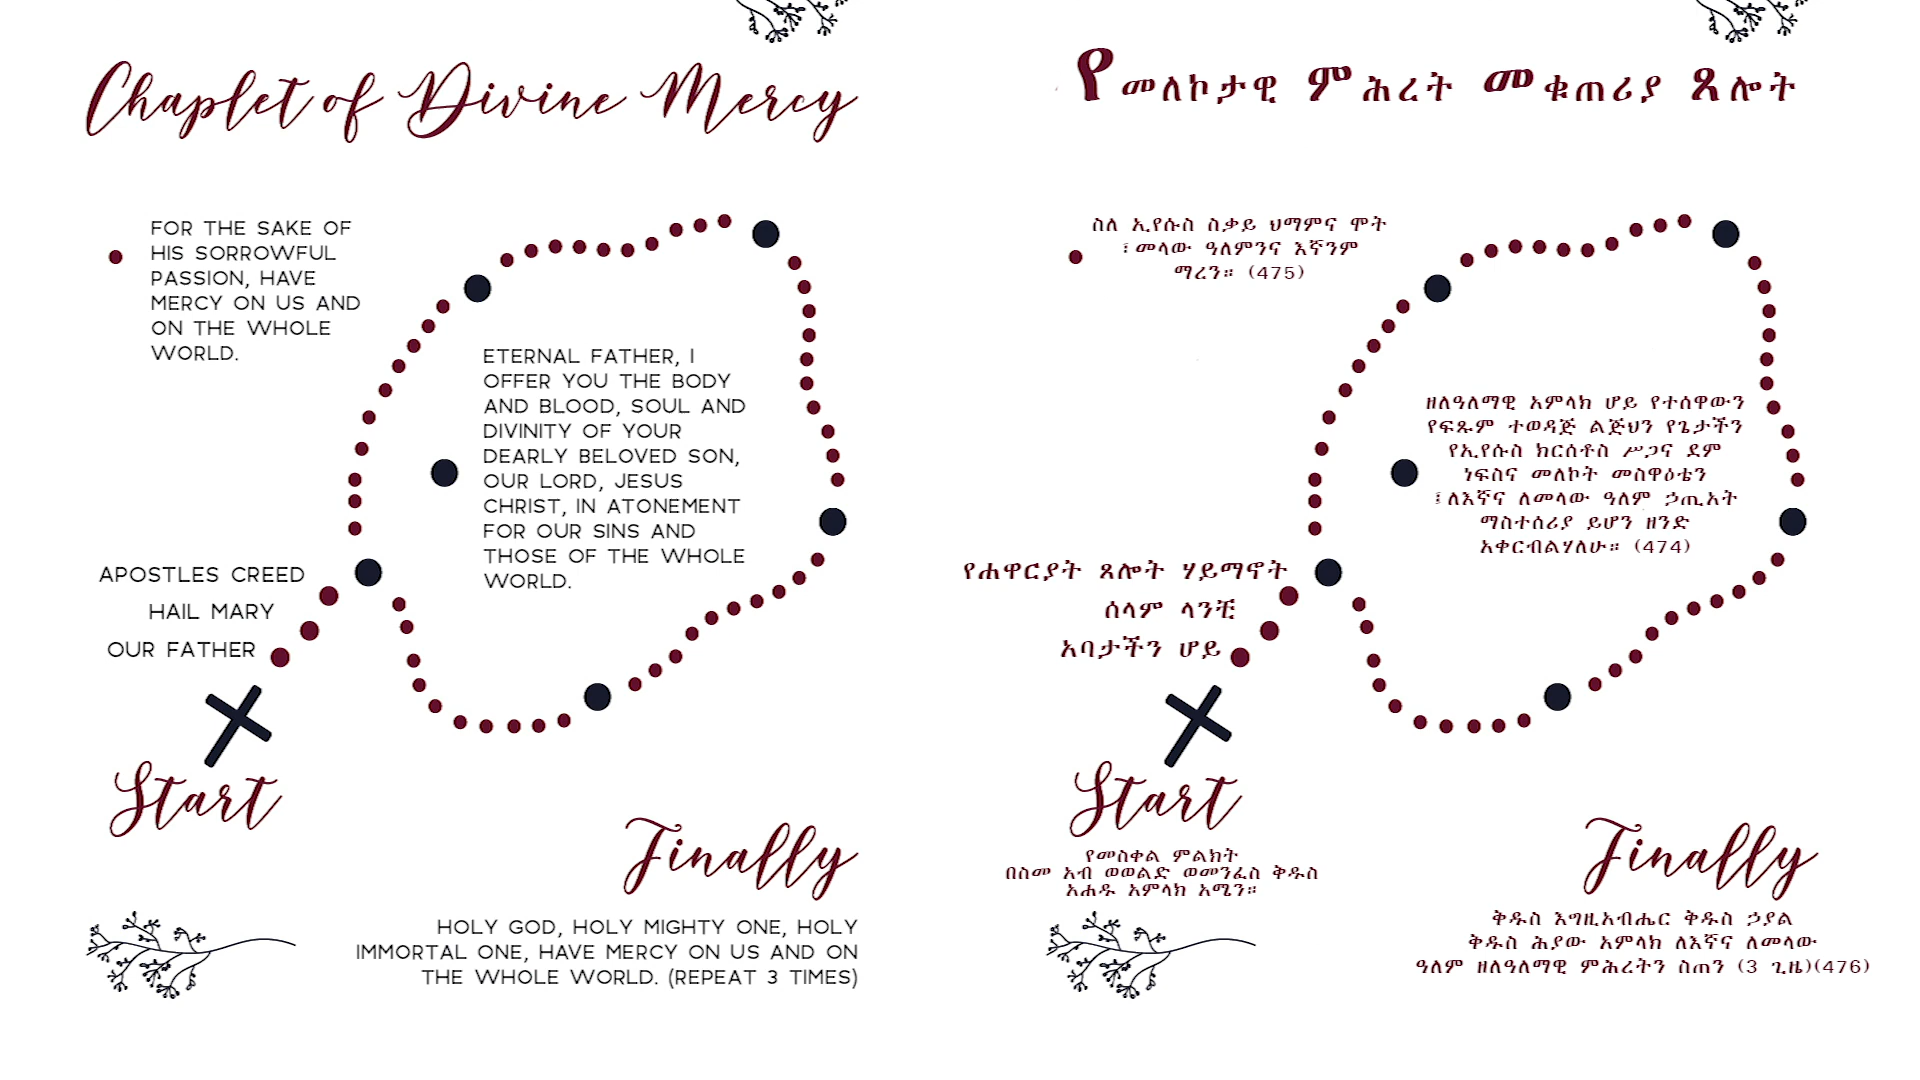 Chaplet of Divine Mercy
FOR THE SAKE OF
HIS SORROWFUL
PASSION, HAVE
MERCY ON US AND
ON THE WHOLE
WORLD.
ETERNAL FATHER, I
OFFER YOU THE BODY
AND BLOOD, SOUL AND
DIVINITY OF YOUR
DEARLY BELOVED SON,
OUR LORD, JESUS
CHRIST, IN ATONEMENT
FOR OUR SINS AND
THOSE OF THE WHOLE
WORLD.
APOSTLES CREED
HAIL MARY
OUR FATHER
Start
Finally
HOLY GOD, HOLY MIGHTY ONE, HOLY
IMMORTAL ONE, HAVE MERCY ON US AND ON
THE WHOLE WORLD. (REPEAT 3 TIMES)
የመለኮታዊ ምሕረት መቁጠሪያ ጸሎት
ስለ ኢየሱስ ስቃይ ህማምና ሞት
፤መላው ዓለምንና እኛንም
ማረን። (475)
ዘለዓለማዊ አምላክ ሆይ የተሰዋውን
የፍጹም ተወዳጅ ልጅህን የጌታችን
የኢየሱስ ክርስቶስ ሥጋና ደም
ነፍስና መለኮት መስዋዕቴን
፤ለእኛና ለመላው ዓለም ኃጢአት
ማስተሰሪያ ይሆን ዘንድ
አቀርብልሃለሁ። (474)
የሐዋርያት ጸሎት ሃይማኖት
ሰላም ላንቺ
አባታችን ሆይ
Start
የመስቀል ምልክት
በስመ አብ ወወልድ ወመንፈስ ቅዱስ
አሐዱ አምላክ አሜን።
Finally
ቅዱስ እግዚአብሔር ቅዱስ ኃያል
ቅዱስ ሕያው አምላክ ለእኛና ለመላው
ዓለም ዘለዓለማዊ ምሕረትን ስጠን (3 ጊዜ)(476)